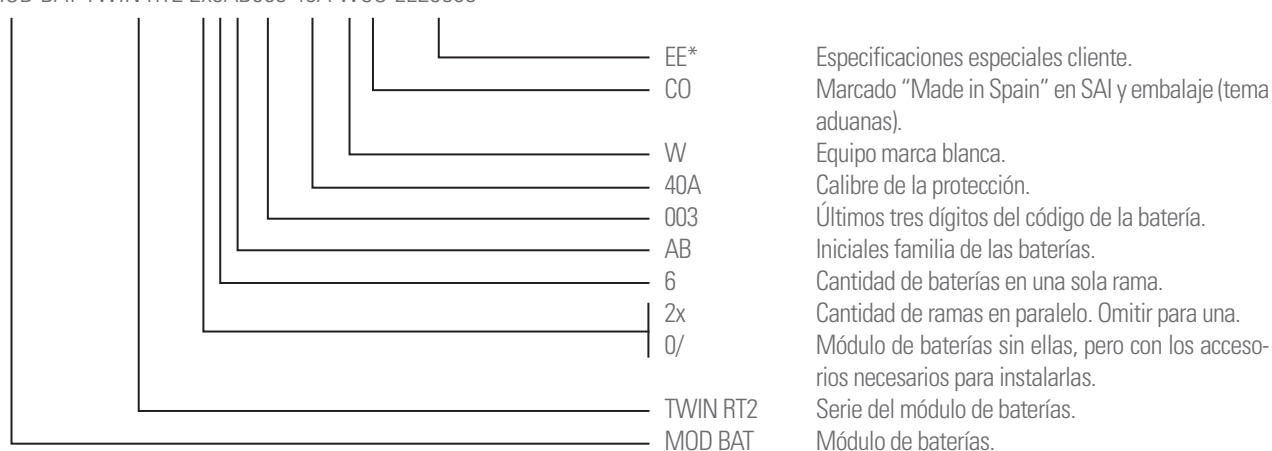 EE* Especificaciones especiales cliente.
CO Marcado “Made in Spain” en SAI y embalaje (tema
aduanas).
W Equipo marca blanca.
40A Calibre de la protección.
003 Últimos tres dígitos del código de la batería.
AB Iniciales familia de las baterías.
6 Cantidad de baterías en una sola rama.
2x Cantidad de ramas en paralelo. Omitir para una.
0/ Módulo de baterías sin ellas, pero con los acceso-
rios necesarios para instalarlas.
TWIN RT2 Serie del módulo de baterías.
MOD BAT Módulo de baterías.